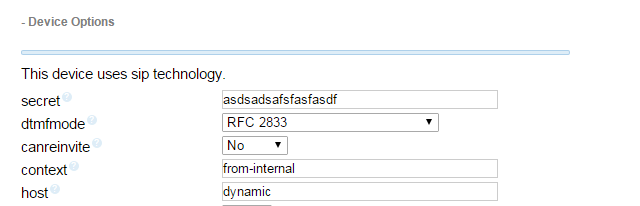 - Device Options
This device uses sip technology.
secret asdsadsafsfasfasdf
dtmfmode RFC 2833
canreinvite No
context from-internal
host dynamic